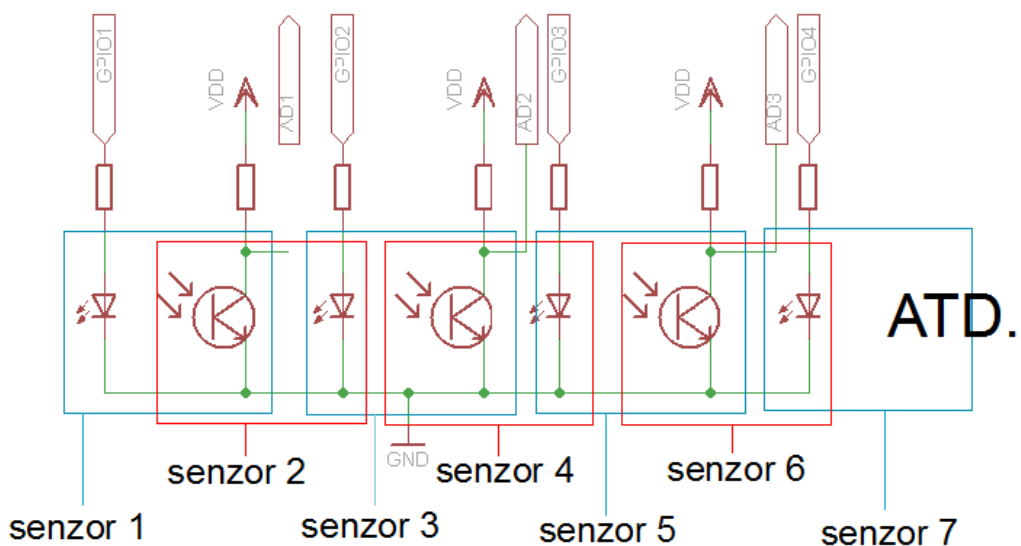 GPIO1
AD1
GPIO2
AD2
GPIO3
AD3
GPIO4
VDD
VDD
VDD
ATD.
GND
senzor 2
senzor 4
senzor 6
senzor 1
senzor 3
senzor 5
senzor 7